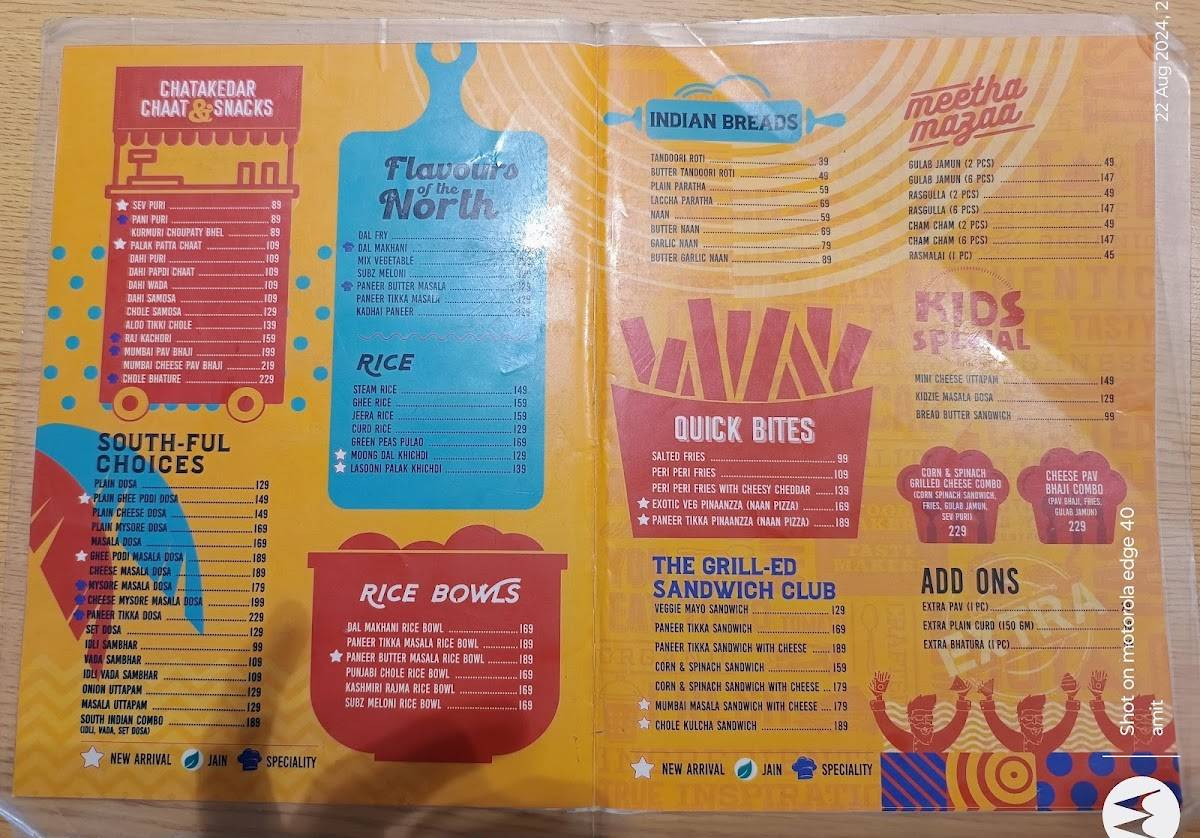 CHATAKEDAR
CHAAT & SNACKS
SEV PURI 89
PANI PURI 89
KURMURI CHOUPATY BHEL 89
PALAK PATTA CHAAT 109
DAHI PURI 109
DAHI PAPDI CHAAT 109
DAHI WADA 109
DAHI SAMOSA 109
CHOLE SAMOSA 129
ALOO TIKKI CHOLE 139
RAJ KACHORI 159
MUMBAI PAV BHAJI 199
MUMBAI CHEESE PAV BHAJI 219
CHOLE BHATURE 229
SOUTH-FUL
CHOICES
PLAIN DOSA 129
PLAIN GHEE PODI DOSA 149
PLAIN CHEESE DOSA 149
PLAIN MYSORE DOSA 169
MASALA DOSA 169
GHEE PODI MASALA DOSA 189
CHEESE MASALA DOSA 189
MYSORE MASALA DOSA 179
CHEESE MYSORE MASALA DOSA 199
PANEER TIKKA DOSA 229
SET DOSA 129
IDLI SAMBHAR 99
VADA SAMBHAR 109
IDLI VADA SAMBHAR 109
ONION UTTAPAM 129
MASALA UTTAPAM 129
SOUTH INDIAN COMBO 189
(IDLI, VADA, SET DOSA)
NEW ARRIVAL JAIN SPECIALITY
Flavours
of the
North
DAL FRY
DAL MAKHANI
MIX VEGETABLE
SUBZ MELONI
PANEER BUTTER MASALA
PANEER TIKKA MASALA
KADHAI PANEER
RICE
STEAM RICE 149
GHEE RICE 159
JEERA RICE 159
CURD RICE 129
GREEN PEAS PULAO 169
MOONG DAL KHICHDI 129
LASOONI PALAK KHICHDI 139
RICE BOWLS
DAL MAKHANI RICE BOWL 169
PANEER TIKKA MASALA RICE BOWL 189
PANEER BUTTER MASALA RICE BOWL 189
PUNJABI CHOLE RICE BOWL 169
KASHMIRI RAJMA RICE BOWL 169
SUBZ MELONI RICE BOWL 169
INDIAN BREADS
TANDOORI ROTI 39
BUTTER TANDOORI ROTI 49
PLAIN PARATHA 59
LACCHA PARATHA 69
NAAN 59
BUTTER NAAN 69
GARLIC NAAN 79
BUTTER GARLIC NAAN 89
QUICK BITES
SALTED FRIES 99
PERI PERI FRIES 109
PERI PERI FRIES WITH CHEESY CHEDDAR 139
EXOTIC VEG PINAANZZA (NAAN PIZZA) 169
PANEER TIKKA PINAANZZA (NAAN PIZZA) 189
THE GRILL-ED
SANDWICH CLUB
VEGGIE MAYO SANDWICH 129
PANEER TIKKA SANDWICH 169
PANEER TIKKA SANDWICH WITH CHEESE 189
CORN & SPINACH SANDWICH 159
CORN & SPINACH SANDWICH WITH CHEESE 179
MUMBAI MASALA SANDWICH WITH CHEESE 179
CHOLE KULCHA SANDWICH 189
NEW ARRIVAL JAIN SPECIALITY
meetha
mazaa
GULAB JAMUN (2 PCS) 49
GULAB JAMUN (6 PCS) 147
RASGULLA (2 PCS) 49
RASGULLA (6 PCS) 147
CHAM CHAM (2 PCS) 49
CHAM CHAM (6 PCS) 147
RASMALAI (1 PC) 45
KIDS
SPECIAL
MINI CHEESE UTTAPAM 149
KIDZIE MASALA DOSA 129
BREAD BUTTER SANDWICH 99
CORN & SPINACH
GRILLED CHEESE COMBO
(CORN SPINACH SANDWICH,
FRIES, GULAB JAMUN,
SEV PURI)
229
CHEESE PAV
BHAJI COMBO
(PAV BHAJI, FRIES,
GULAB JAMUN)
229
ADD ONS
EXTRA PAV (1 PC)
EXTRA PLAIN CURD (150 GM)
EXTRA BHATURA (1 PC)
EXTRA
TRUE INSPIRATI
22 Aug 2024, 2
Shot on motorola edge 40
amit